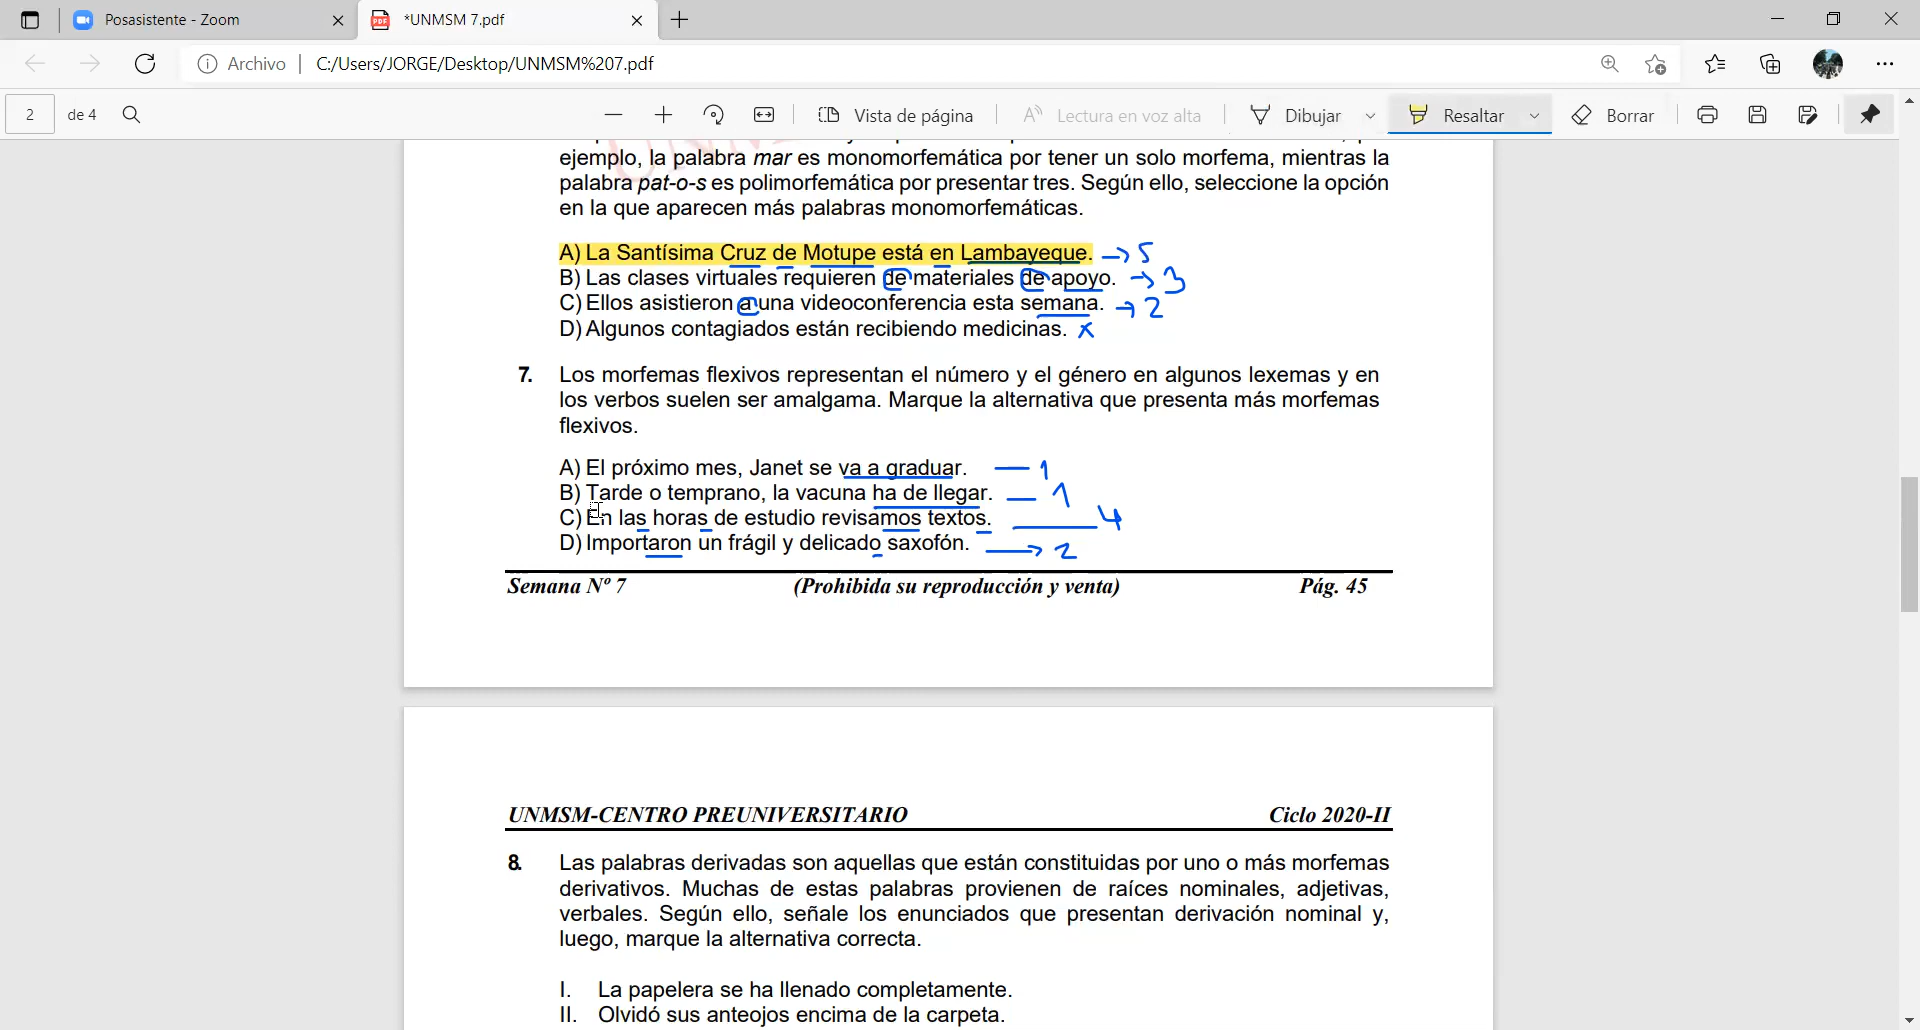 Posasistente - Zoom
*UNMSM 7.pdf
Archivo | C:/Users/JORGE/Desktop/UNMSM%207.pdf
2 de 4 Vista de página Lectura en voz alta Dibujar Resaltar Borrar
ejemplo, la palabra mar es monomorfemática por tener un solo morfema, mientras la
palabra pat-o-s es polimorfemática por presentar tres. Según ello, seleccione la opción
en la que aparecen más palabras monomorfemáticas.
A) La Santísima Cruz de Motupe está en Lambayeque. → 5
B) Las clases virtuales requieren de materiales de apoyo. → 3
C) Ellos asistieron a una videoconferencia esta semana. → 2
D) Algunos contagiados están recibiendo medicinas. x
7. Los morfemas flexivos representan el número y el género en algunos lexemas y en
los verbos suelen ser amalgama. Marque la alternativa que presenta más morfemas
flexivos.
A) El próximo mes, Janet se va a graduar. — 1
B) Tarde o temprano, la vacuna ha de llegar. — 1
C) En las horas de estudio revisamos textos. — 4
D) Importaron un frágil y delicado saxofón. → 2
Semana Nº 7 (Prohibida su reproducción y venta) Pág. 45
UNMSM-CENTRO PREUNIVERSITARIO Ciclo 2020-II
8. Las palabras derivadas son aquellas que están constituidas por uno o más morfemas
derivativos. Muchas de estas palabras provienen de raíces nominales, adjetivas,
verbales. Según ello, señale los enunciados que presentan derivación nominal y,
luego, marque la alternativa correcta.
I. La papelera se ha llenado completamente.
II. Olvidó sus anteojos encima de la carpeta.